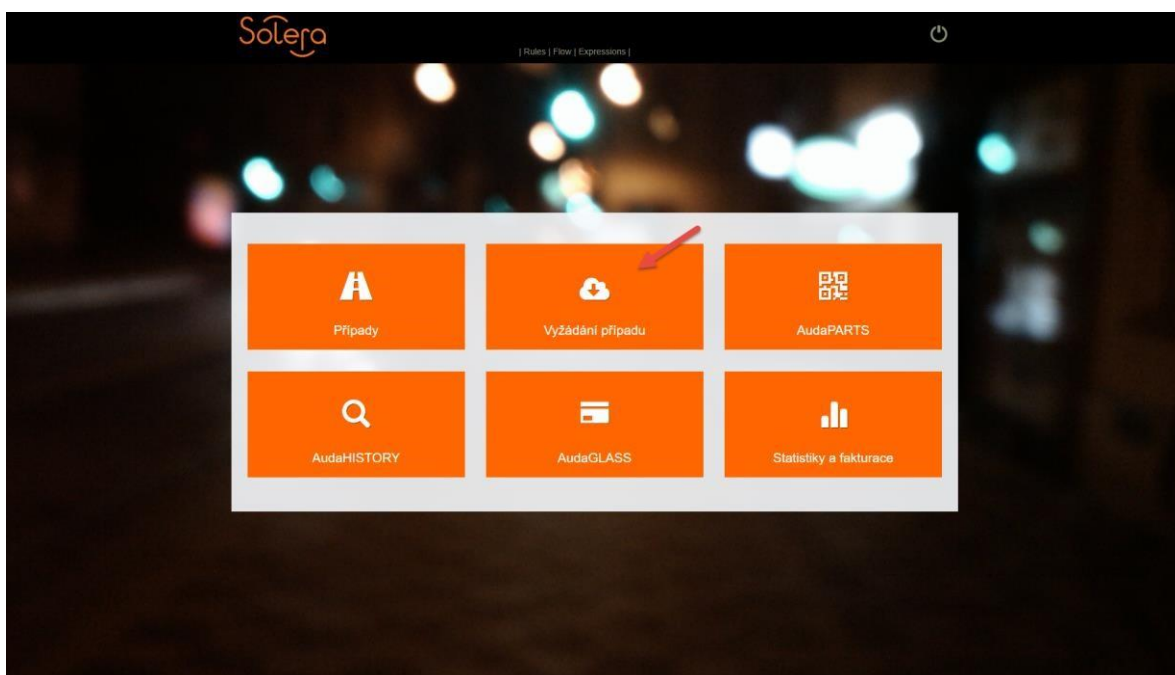 Solera
| Rules | Flow | Expressions |
Případy
Vyžádání případu
AudaPARTS
AudaHISTORY
AudaGLASS
Statistiky a fakturace